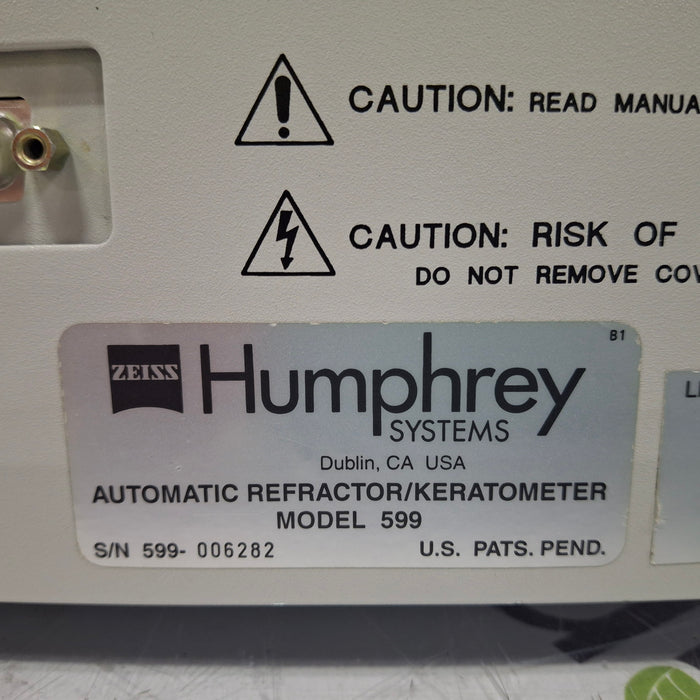 CAUTION: READ MANUA
CAUTION: RISK OF
DO NOT REMOVE COV
B1
ZEISS
Humphrey
SYSTEMS
Dublin, CA USA
AUTOMATIC REFRACTOR/KERATOMETER
MODEL 599
S/N 599- 006282 U.S. PATS. PEND.